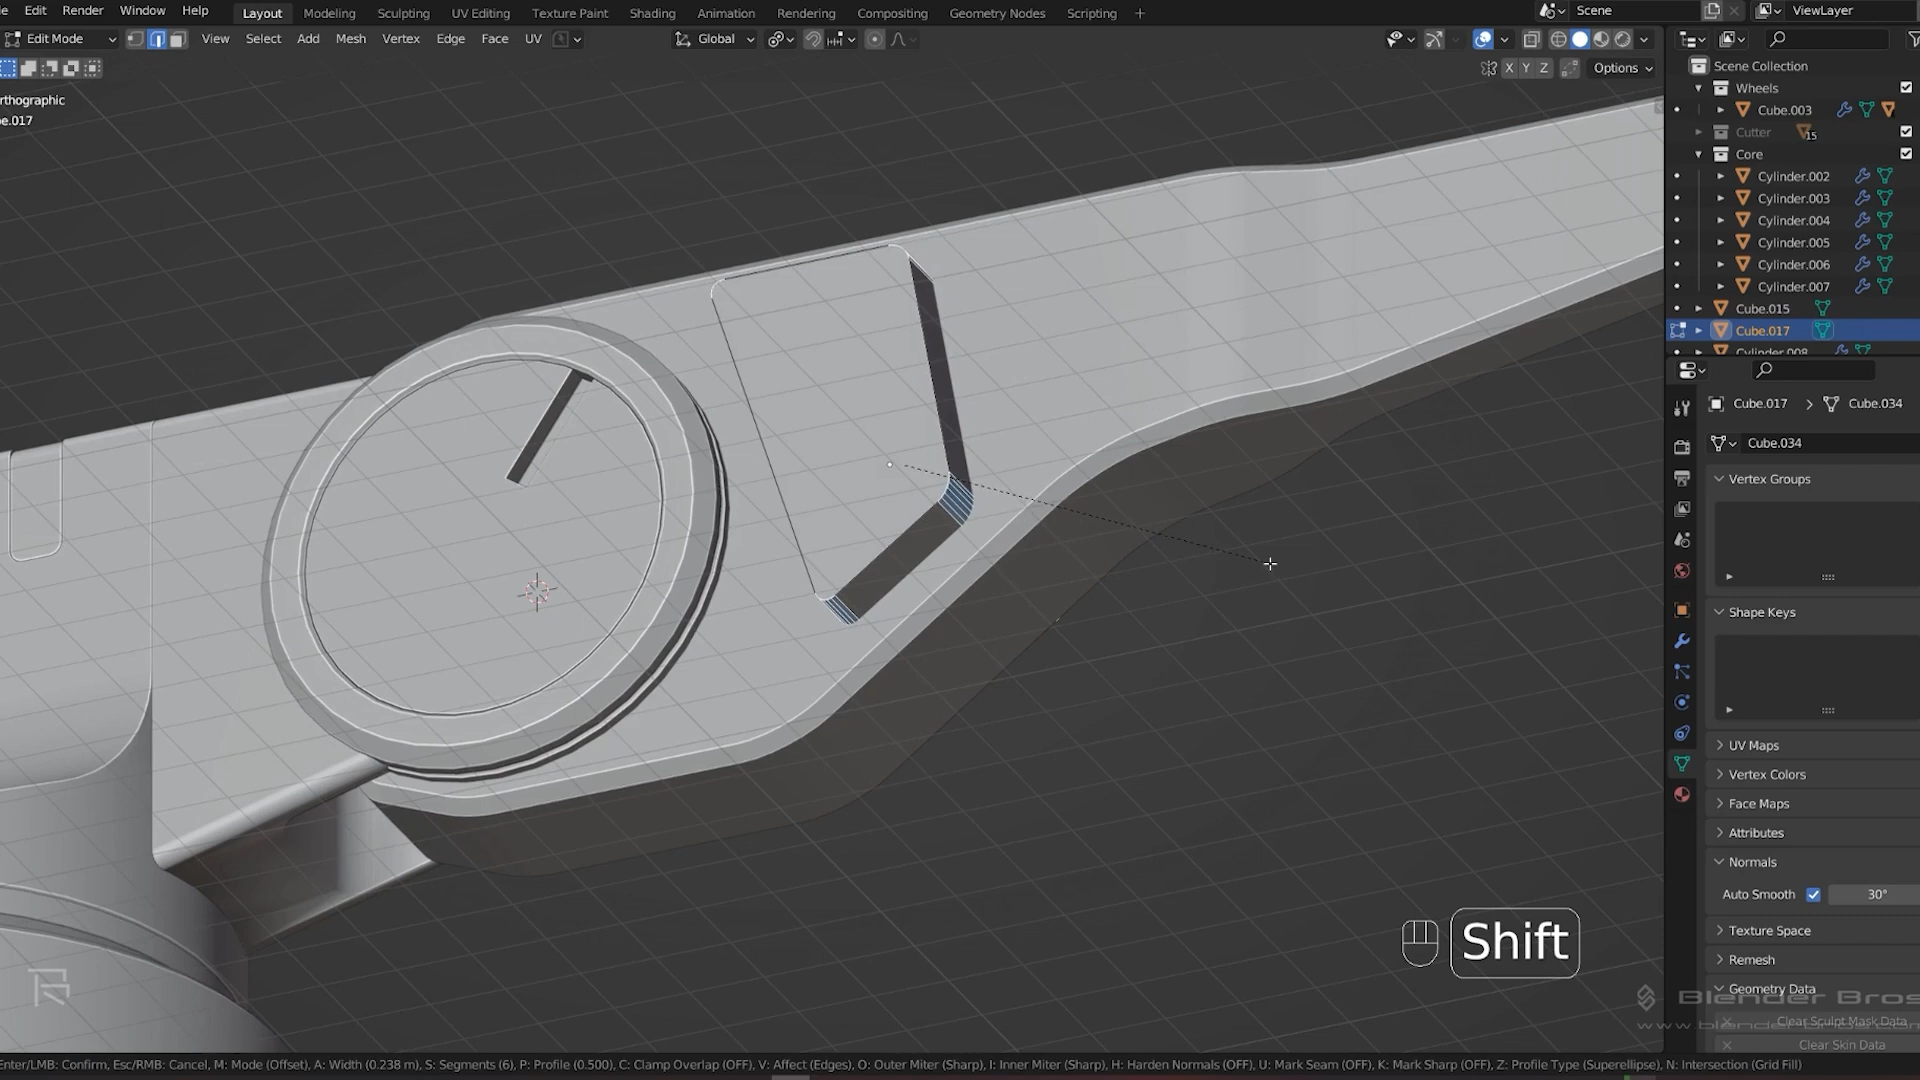 Edit Render Window Help Layout Modeling Sculpting UV Editing Texture Paint Shading Animation Rendering Compositing Geometry Nodes Scripting + Scene ViewLayer
Edit Mode View Select Add Mesh Vertex Edge Face UV Global
X Y Z Options
rthographic
e.017
Scene Collection
Wheels
Cube.003
Cutter 15
Core
Cylinder.002
Cylinder.003
Cylinder.004
Cylinder.005
Cylinder.006
Cylinder.007
Cube.015
Cube.017
Cylinder.008
Cube.017 > Cube.034
Cube.034
Vertex Groups
Shape Keys
UV Maps
Vertex Colors
Face Maps
Attributes
Normals
Auto Smooth 30°
Texture Space
Remesh
Geometry Data
Clear Sculpt Mask Data
Clear Skin Data
Shift
Blender Bros
Enter/LMB: Confirm, Esc/RMB: Cancel, M: Mode (Offset), A: Width (0.238 m), S: Segments (6), P: Profile (0.500), C: Clamp Overlap (OFF), V: Affect (Edges), O: Outer Miter (Sharp), I: Inner Miter (Sharp), H: Harden Normals (OFF), U: Mark Seam (OFF), K: Mark Sharp (OFF), Z: Profile Type (Superellipse), N: Intersection (Grid Fill)